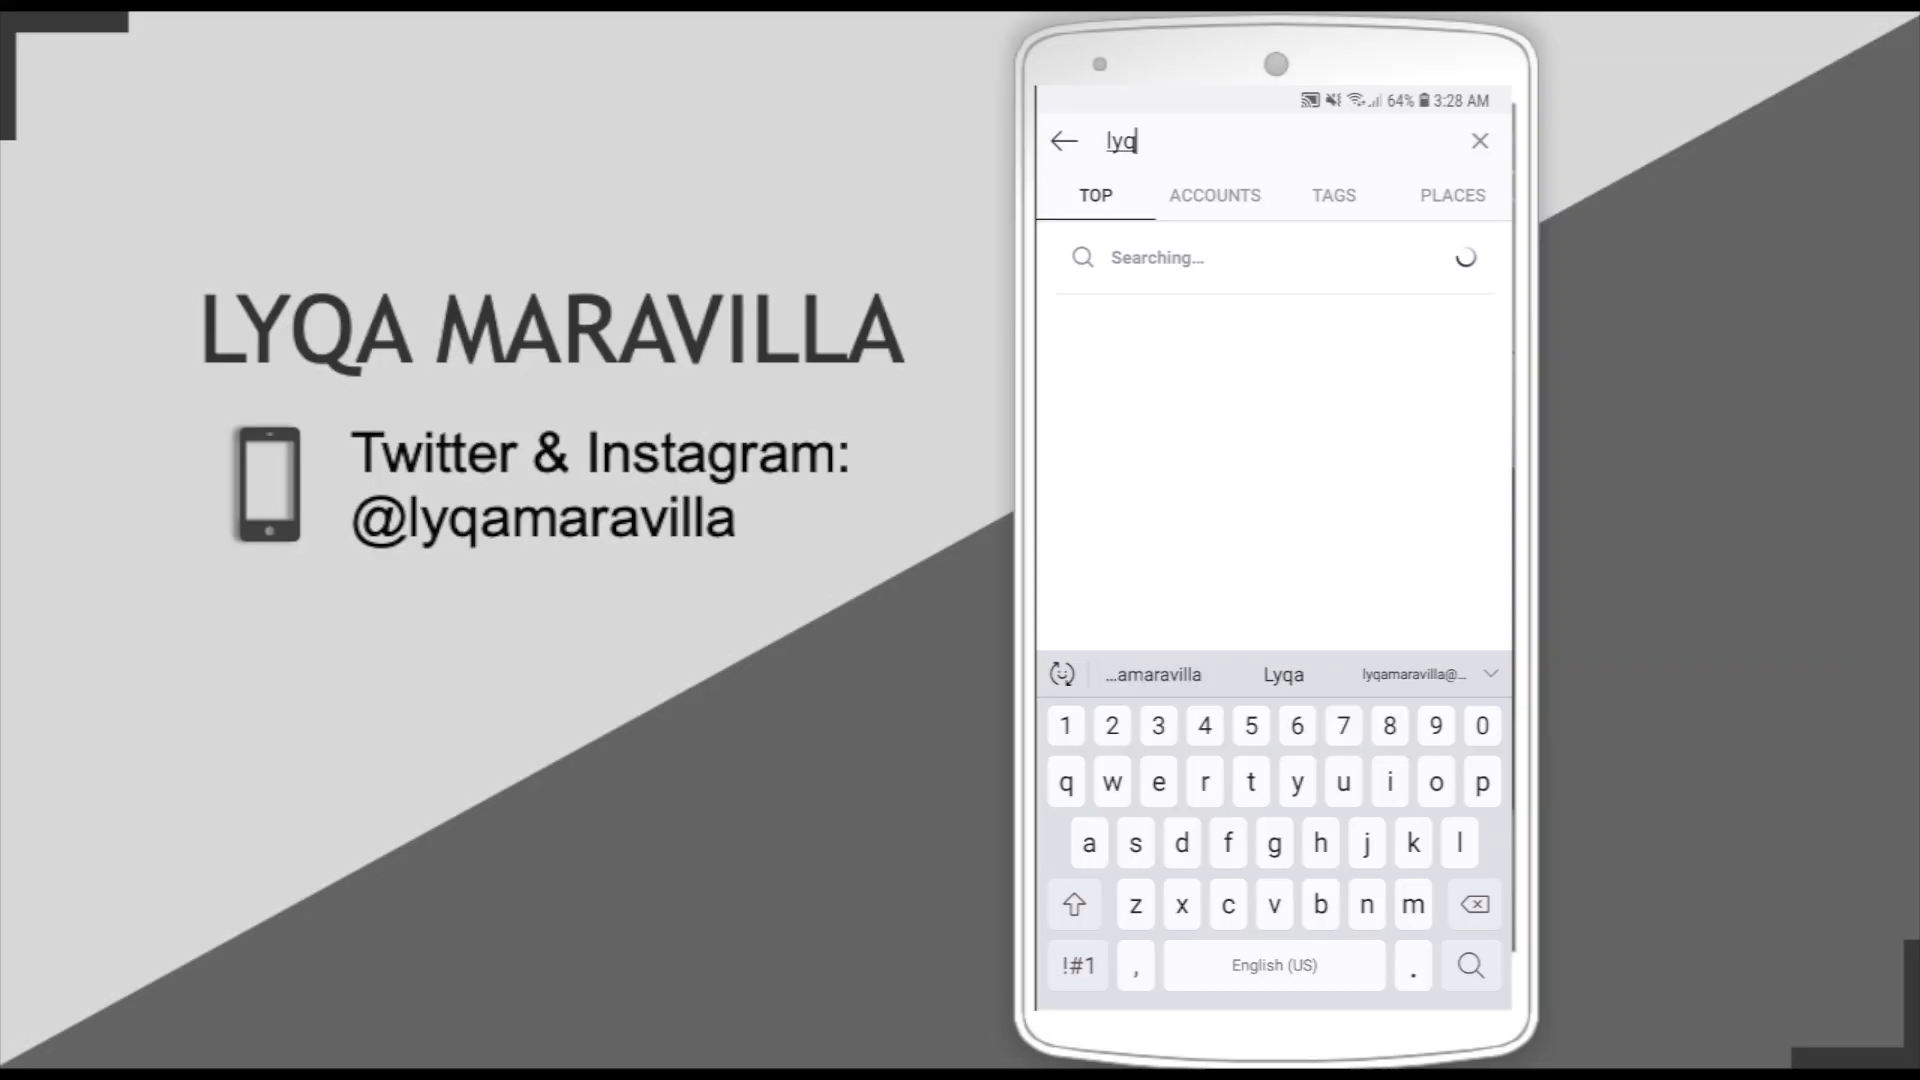 LYQA MARAVILLA
Twitter & Instagram:
@lyqamaravilla
64% 3:28 AM
lyq
TOP ACCOUNTS TAGS PLACES
Searching...
...amaravilla Lyqa lyqamaravilla@...
1 2 3 4 5 6 7 8 9 0
q w e r t y u i o p
a s d f g h j k l
z x c v b n m
!#1 , English (US) .